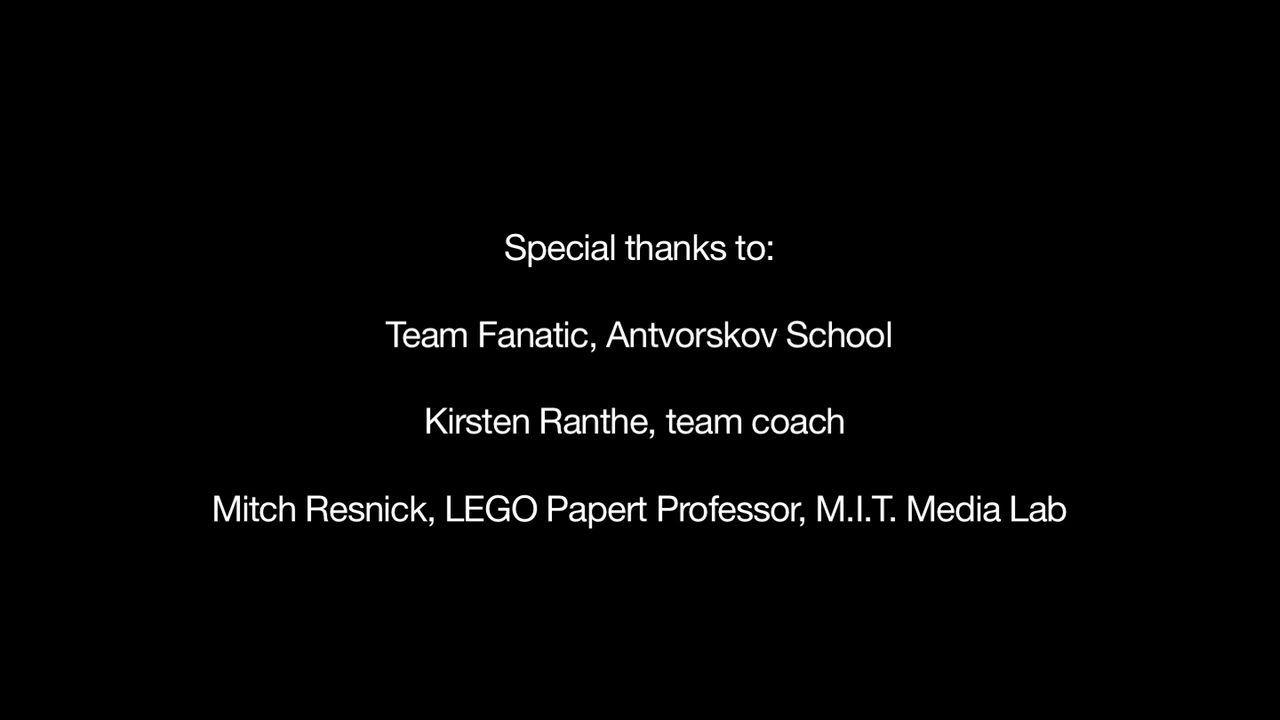 Special thanks to:
Team Fanatic, Antvorskov School
Kirsten Ranthe, team coach
Mitch Resnick, LEGO Papert Professor, M.I.T. Media Lab